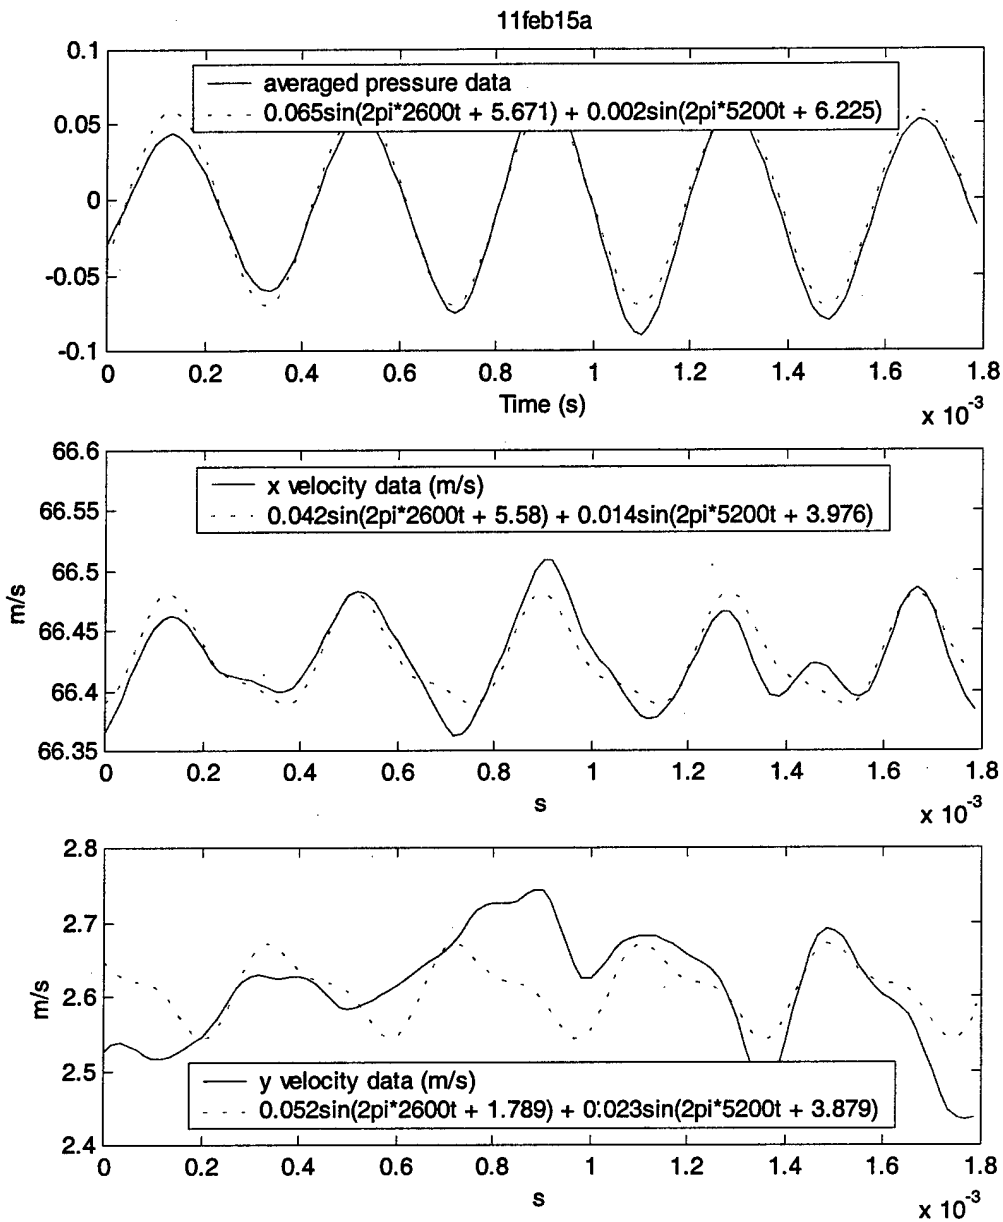 11feb15a
0.1
0.05
0
-0.05
-0.1
averaged pressure data
0.065sin(2pi*2600t + 5.671) + 0.002sin(2pi*5200t + 6.225)
0 0.2 0.4 0.6 0.8 1 1.2 1.4 1.6 1.8
Time (s)
x 10-3
66.6
66.55
66.5
66.45
66.4
66.35
m/s
x velocity data (m/s)
0.042sin(2pi*2600t + 5.58) + 0.014sin(2pi*5200t + 3.976)
0 0.2 0.4 0.6 0.8 1 1.2 1.4 1.6 1.8
s
x 10-3
2.8
2.7
2.6
2.5
2.4
m/s
y velocity data (m/s)
0.052sin(2pi*2600t + 1.789) + 0.023sin(2pi*5200t + 3.879)
0 0.2 0.4 0.6 0.8 1 1.2 1.4 1.6 1.8
s
x 10-3